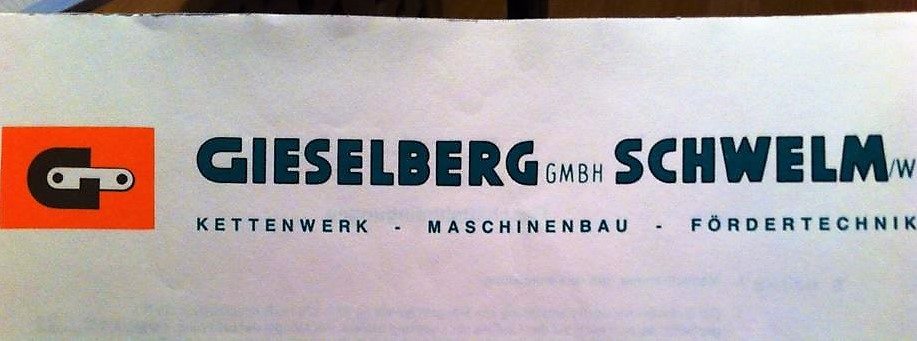 GIESELBERG GMBH SCHWELM/W
KETTENWERK - MASCHINENBAU - FÖRDERTECHNIK